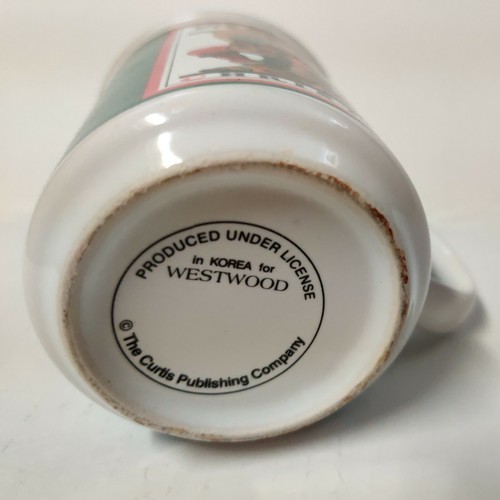 PRODUCED UNDER LICENSE
in KOREA for
WESTWOOD
© The Curtis Publishing Company